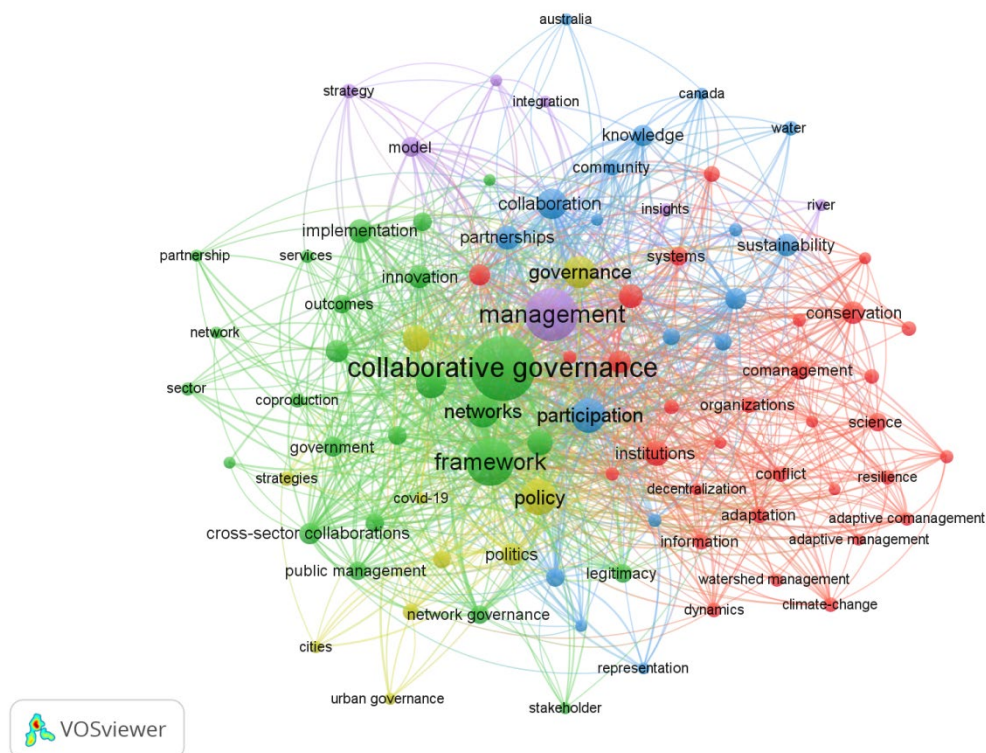 australia
strategy
integration
canada
knowledge
water
model
community
collaboration
insights
river
implementation
partnerships
sustainability
partnership
services
governance
systems
innovation
outcomes
management
conservation
network
collaborative governance
comanagement
sector
coproduction
networks
participation
organizations
science
government
framework
institutions
strategies
covid-19
policy
decentralization
conflict
resilience
adaptation
adaptive comanagement
cross-sector collaborations
politics
information
adaptive management
public management
legitimacy
watershed management
network governance
dynamics
climate-change
cities
representation
urban governance
stakeholder
VOSviewer